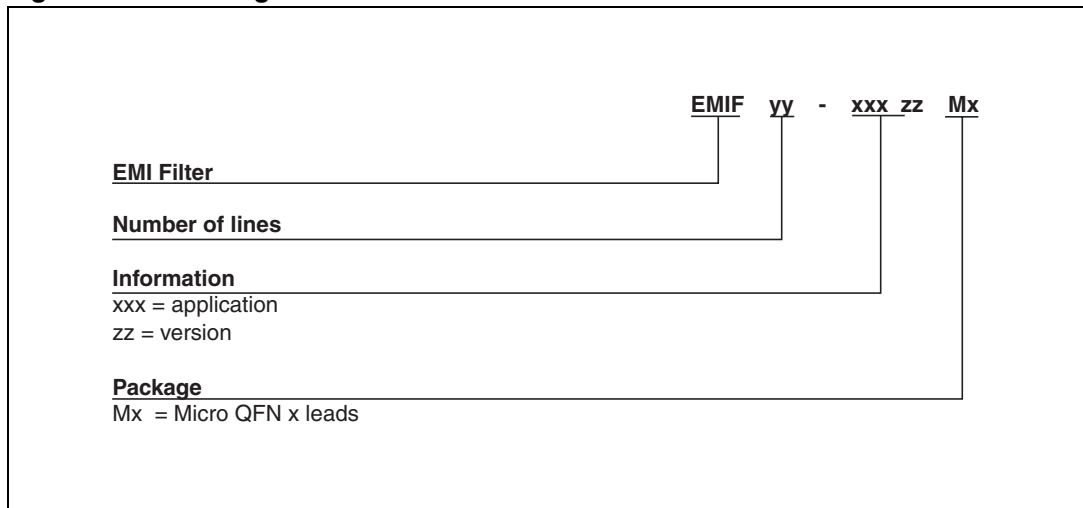 EMIF yy - xxx zz Mx
EMI Filter
Number of lines
Information
xxx = application
zz = version
Package
Mx = Micro QFN x leads